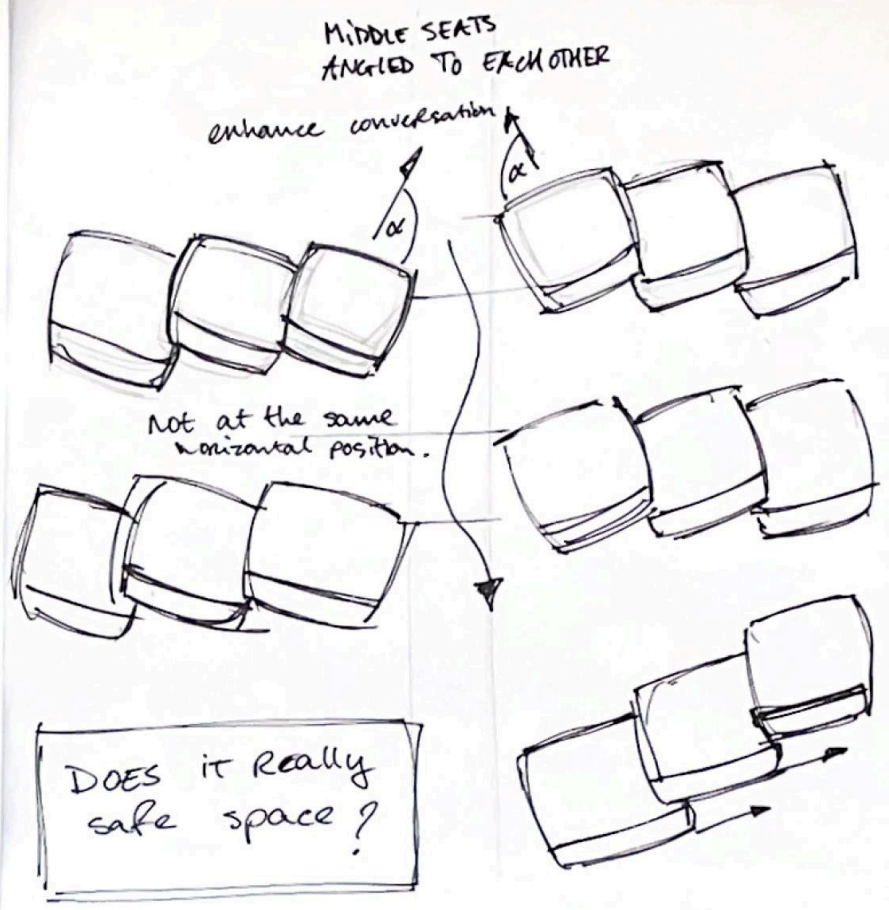 MIDDLE SEATS
ANGLED TO EACH OTHER
enhance conversation
α
α
Not at the same
horizontal position.
DOES it Really
safe space?